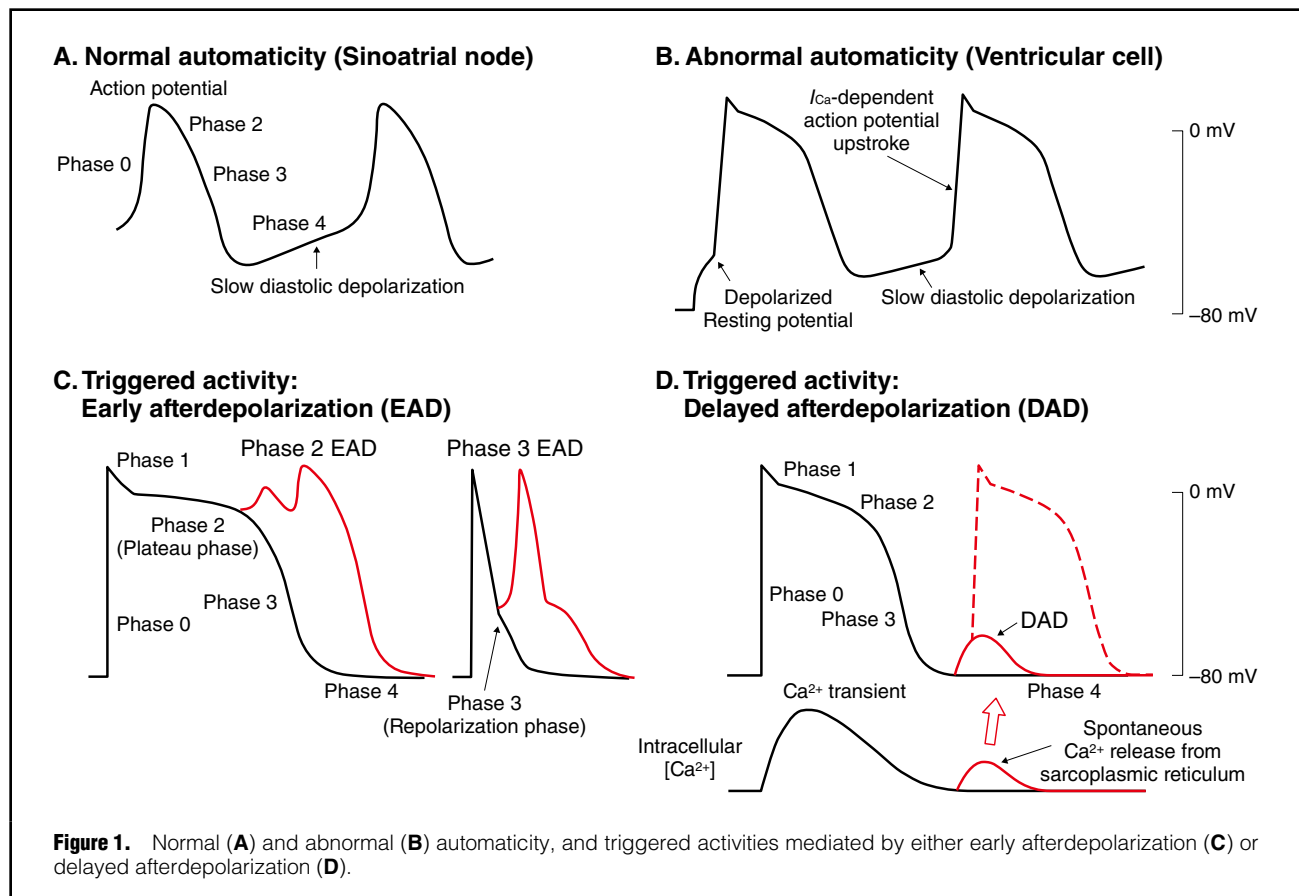 A. Normal automaticity (Sinoatrial node)
Action potential
Phase 2
Phase 0
Phase 3
Phase 4
Slow diastolic depolarization
B. Abnormal automaticity (Ventricular cell)
ICa-dependent
action potential
upstroke
0 mV
Depolarized
Resting potential
Slow diastolic depolarization
–80 mV
C. Triggered activity:
Early afterdepolarization (EAD)
Phase 1
Phase 2 EAD
Phase 3 EAD
Phase 2
(Plateau phase)
Phase 3
Phase 0
Phase 4
Phase 3
(Repolarization phase)
D. Triggered activity:
Delayed afterdepolarization (DAD)
Phase 1
Phase 2
0 mV
Phase 0
Phase 3
DAD
–80 mV
Phase 4
Ca²⁺ transient
Intracellular
[Ca²⁺]
Spontaneous
Ca²⁺ release from
sarcoplasmic reticulum
Figure 1. Normal (A) and abnormal (B) automaticity, and triggered activities mediated by either early afterdepolarization (C) or
delayed afterdepolarization (D).